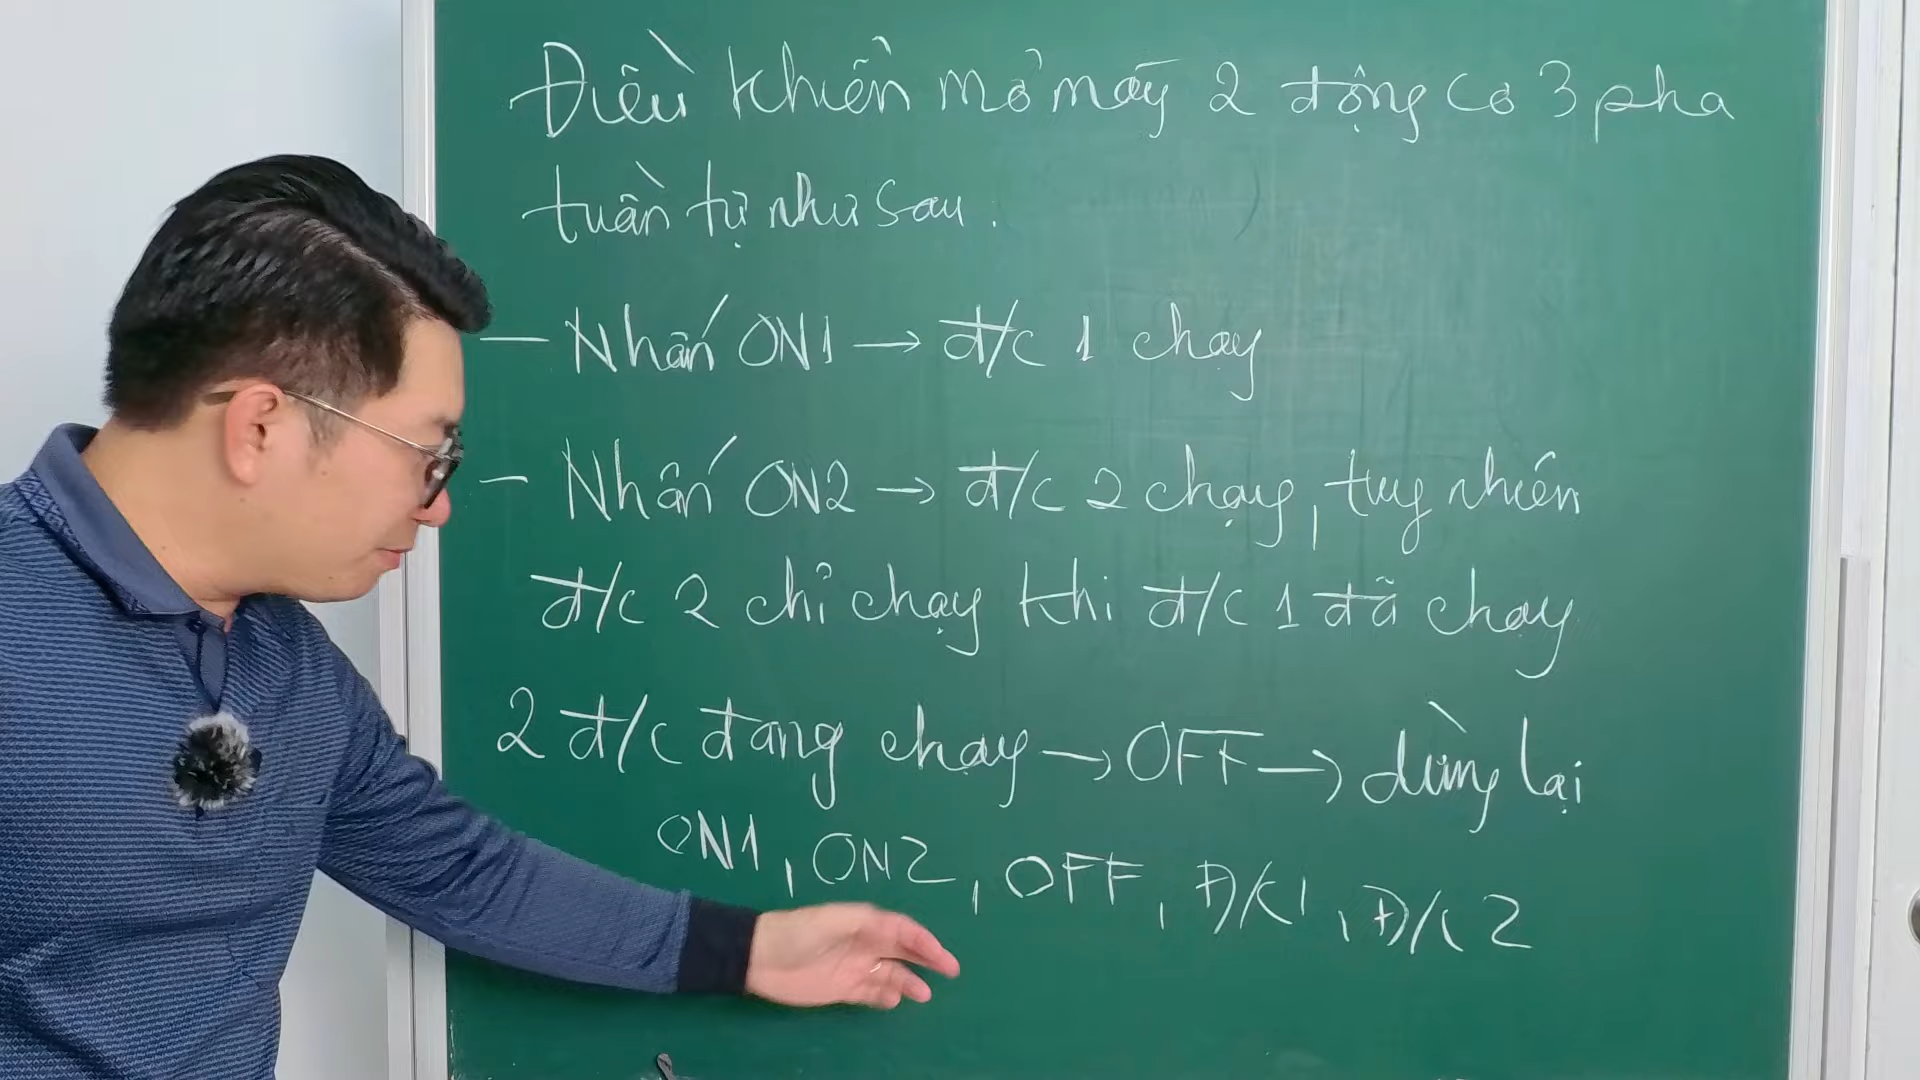 Điều khiển mở máy 2 động cơ 3 pha
tuần tự như sau.
- Nhấn ON1 → đ/c 1 chạy
- Nhấn ON2 → đ/c 2 chạy, tuy nhiên
đ/c 2 chỉ chạy khi đ/c 1 đã chạy
2 đ/c đang chạy → OFF → dừng lại
ON1, ON2, OFF, Đ/C1, Đ/C 2